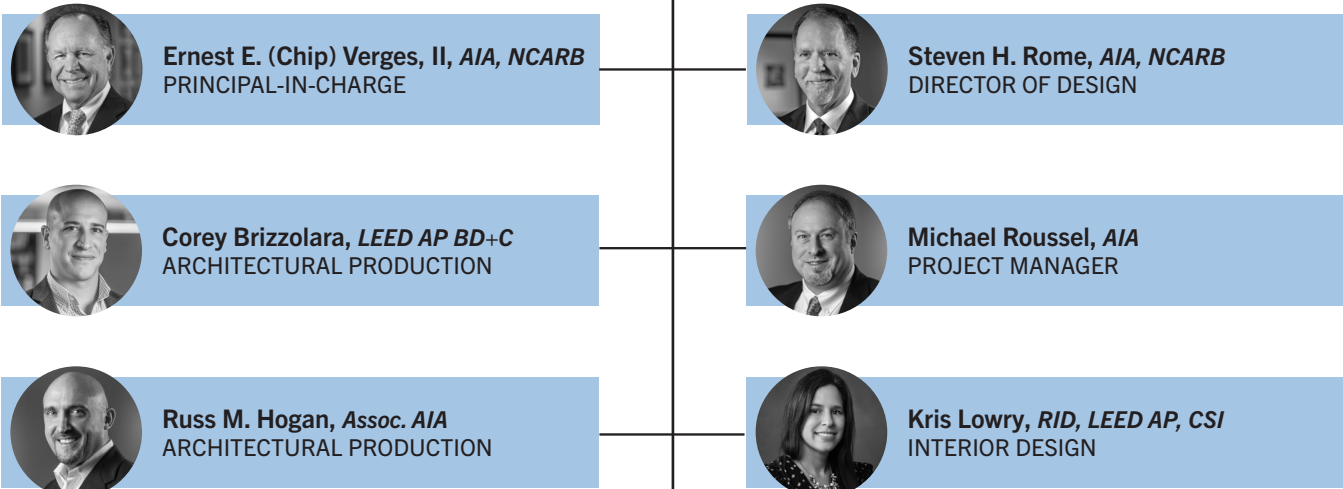 Ernest E. (Chip) Verges, II, AIA, NCARB
PRINCIPAL-IN-CHARGE
Steven H. Rome, AIA, NCARB
DIRECTOR OF DESIGN
Corey Brizzolara, LEED AP BD+C
ARCHITECTURAL PRODUCTION
Michael Roussel, AIA
PROJECT MANAGER
Russ M. Hogan, Assoc. AIA
ARCHITECTURAL PRODUCTION
Kris Lowry, RID, LEED AP, CSI
INTERIOR DESIGN